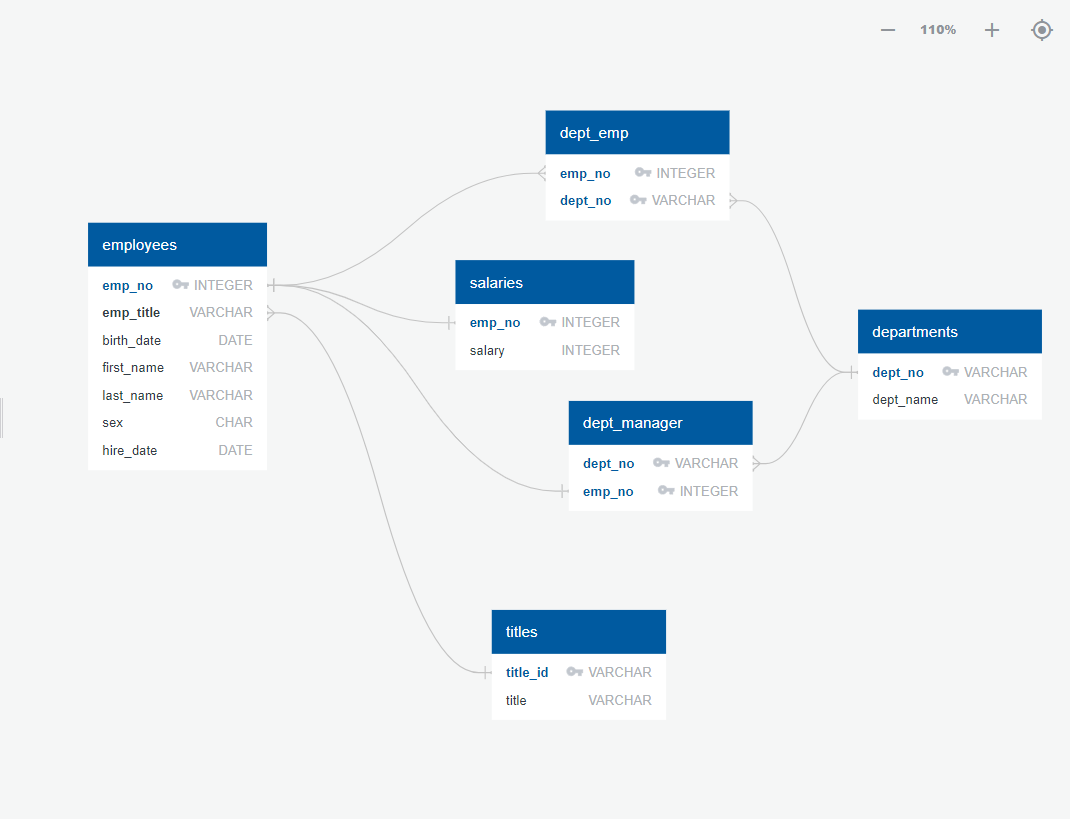 110%
dept_emp
emp_no INTEGER
dept_no VARCHAR
employees
emp_no INTEGER
emp_title VARCHAR
birth_date DATE
first_name VARCHAR
last_name VARCHAR
sex CHAR
hire_date DATE
salaries
emp_no INTEGER
salary INTEGER
departments
dept_no VARCHAR
dept_name VARCHAR
dept_manager
dept_no VARCHAR
emp_no INTEGER
titles
title_id VARCHAR
title VARCHAR